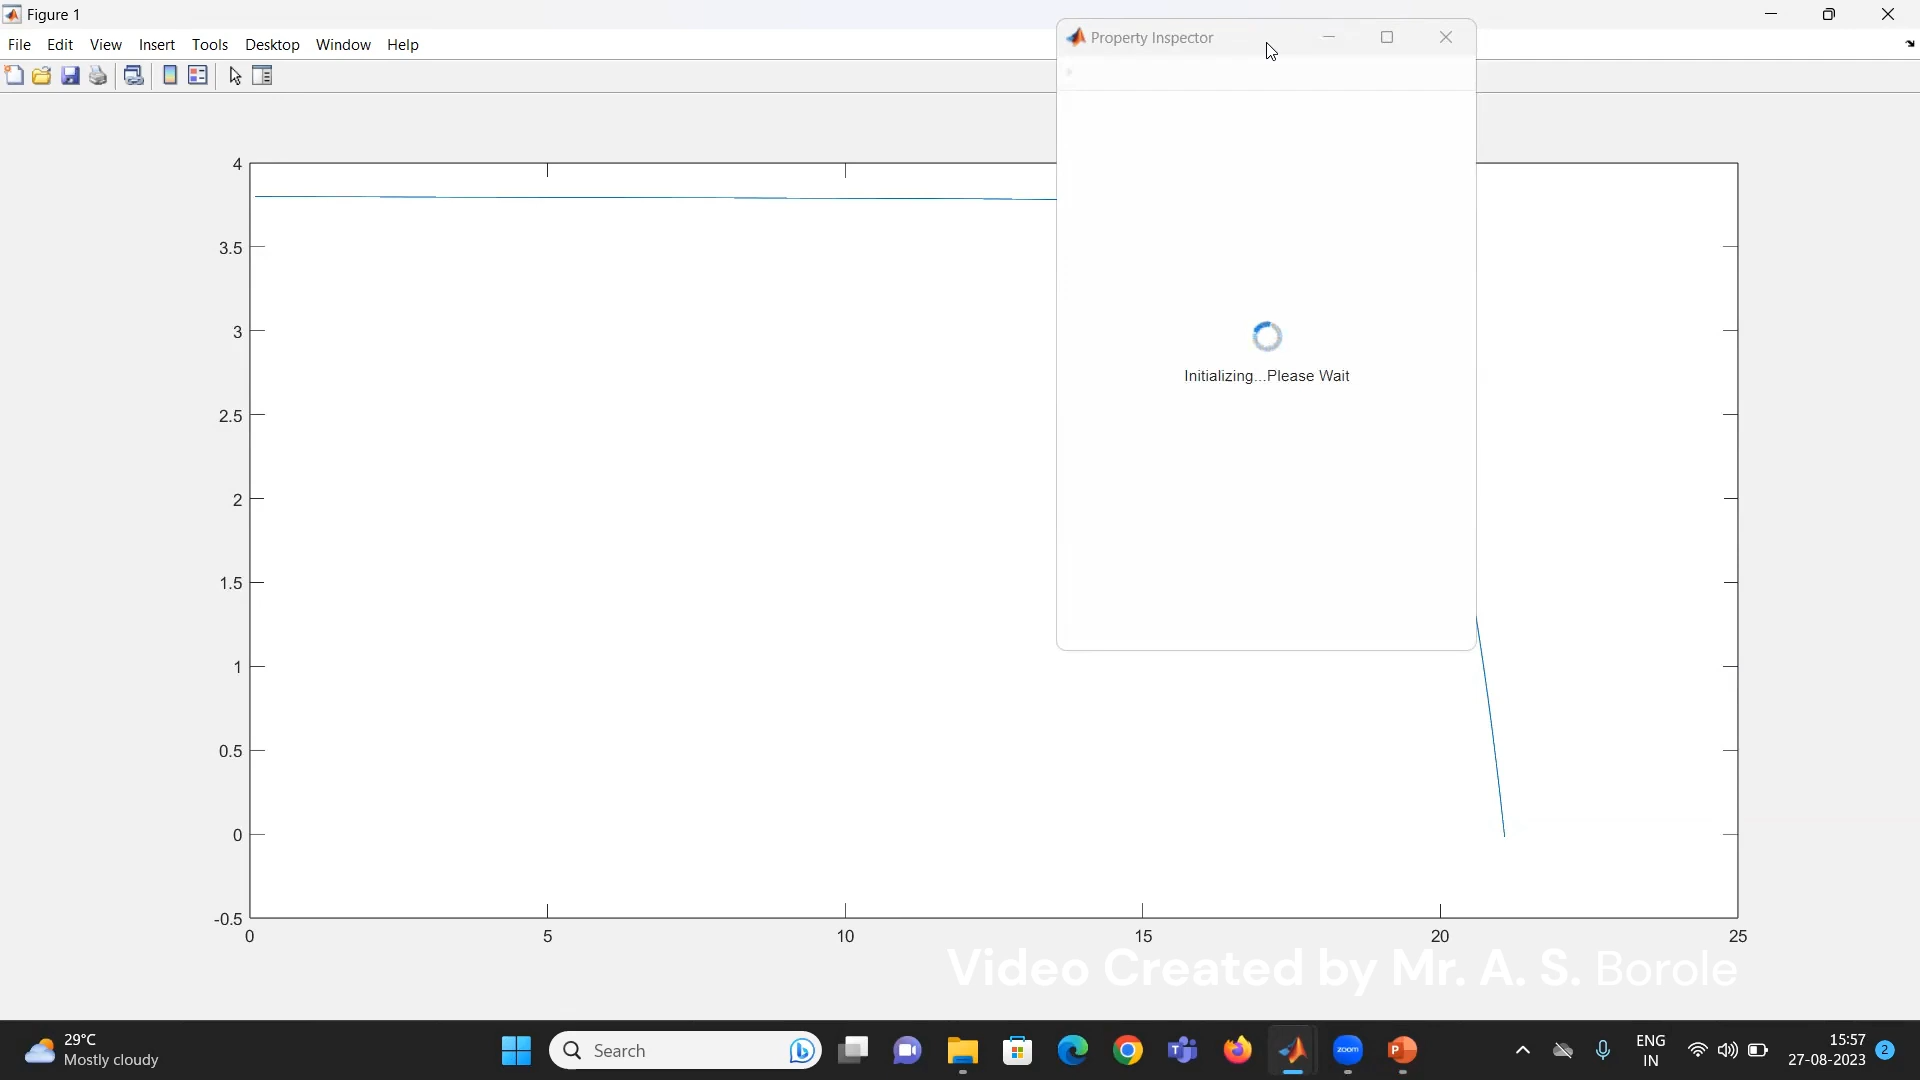 Figure 1
File Edit View Insert Tools Desktop Window Help
Property Inspector
Initializing...Please Wait
4
3.5
3
2.5
2
1.5
1
0.5
0
-0.5
0 5 10 15 20 25
Video Created by Mr. A. S. Borole
29°C
Mostly cloudy
Search
zoom
ENG
IN
15:57
27-08-2023
2